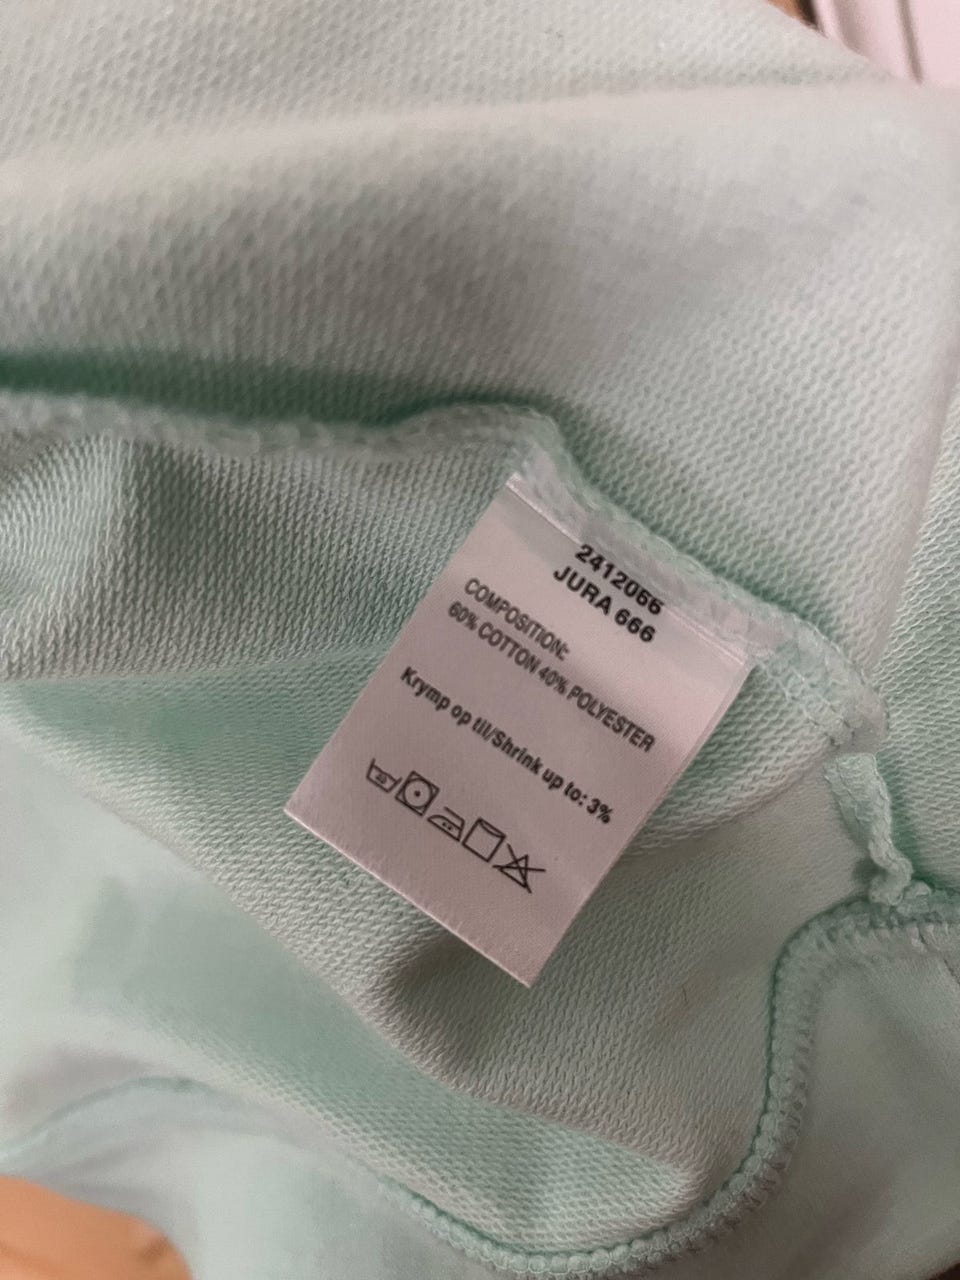 2412066
JURA 666
COMPOSITION:
60% COTTON 40% POLYESTER
Krymp op til/Shrink up to: 3%